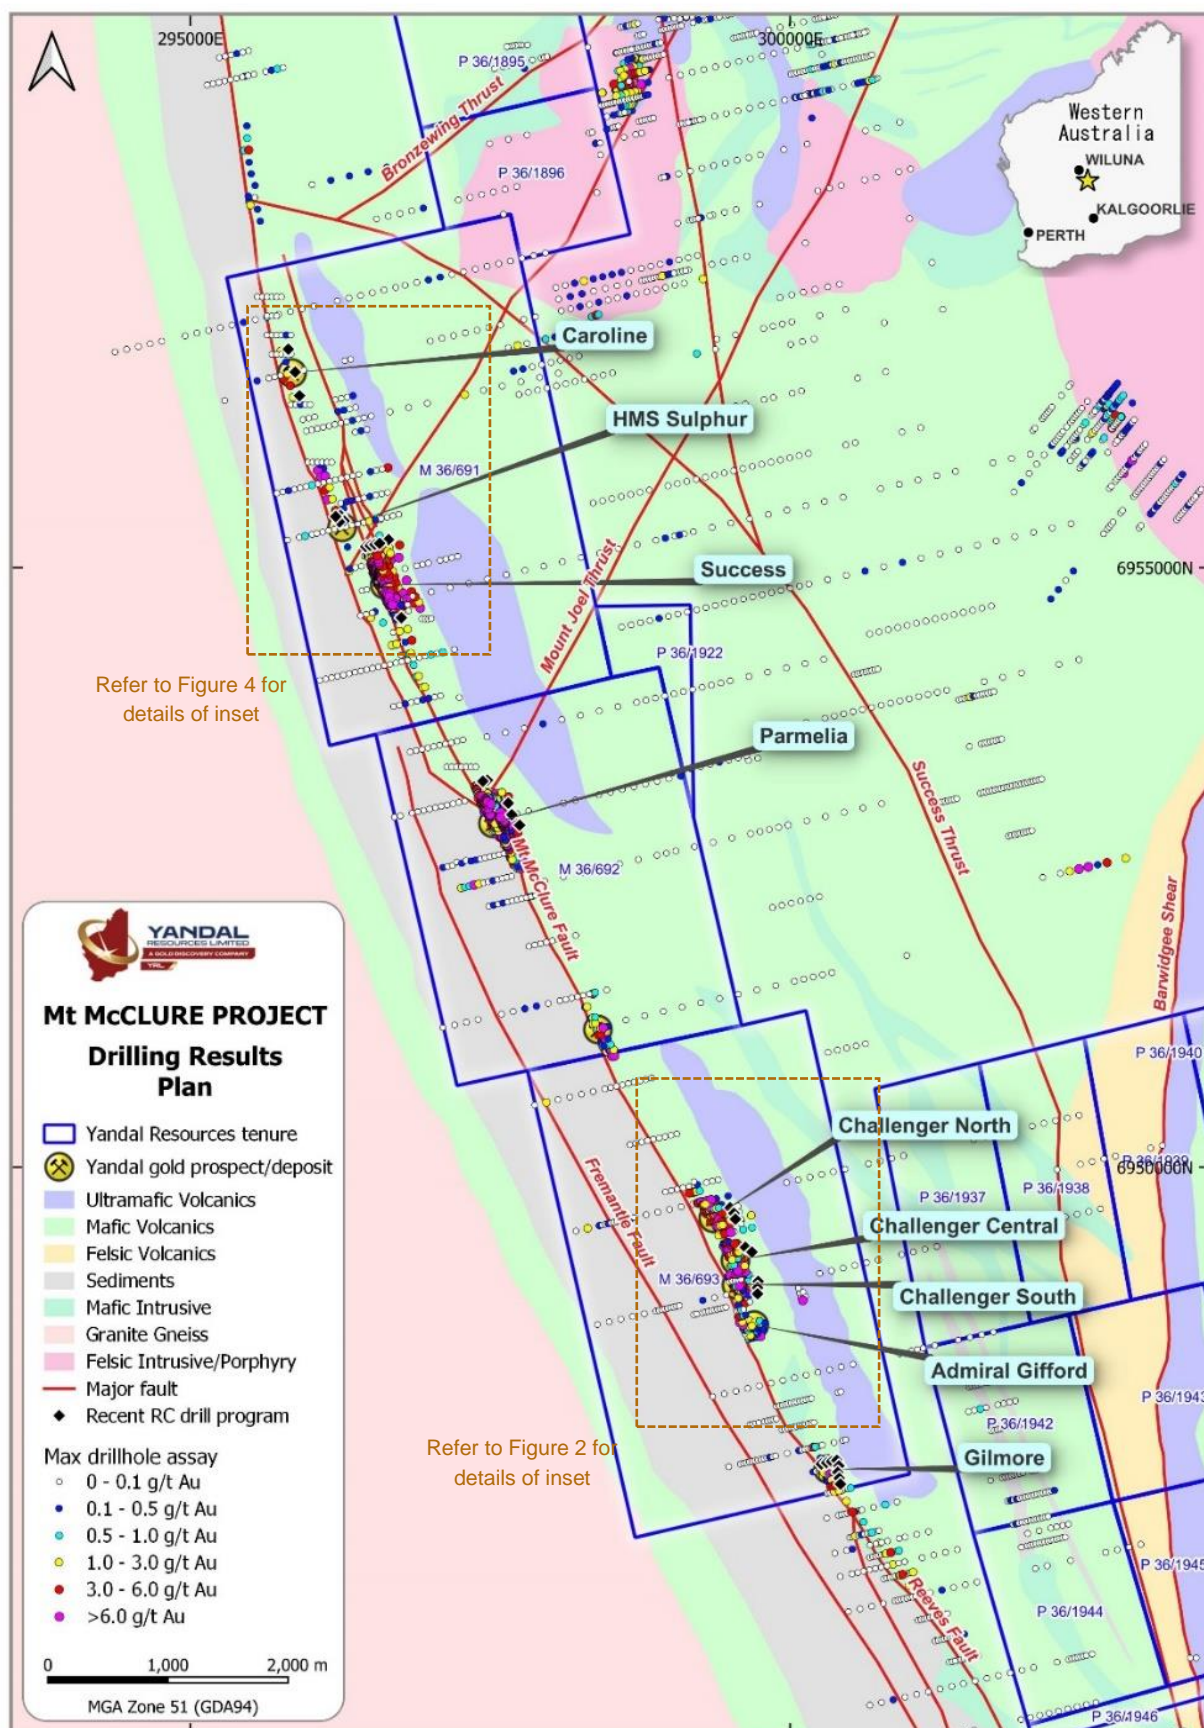 295000E
300000E
P 36/1895
Bronzewing Thrust
P 36/1896
Western
Australia
WILUNA
KALGOORLIE
PERTH
Caroline
HMS Sulphur
M 36/691
Success
6955000N
Mount Joel Thrust
P 36/1922
Refer to Figure 4 for
details of inset
Parmelia
Success Thrust
Mt McClure Fault
M 36/692
Barwidgee Shear
YANDAL
RESOURCES LIMITED
A GOLD DISCOVERY COMPANY
YRL
Mt McCLURE PROJECT
Drilling Results
Plan
Yandal Resources tenure
Yandal gold prospect/deposit
Ultramafic Volcanics
Mafic Volcanics
Felsic Volcanics
Sediments
Mafic Intrusive
Granite Gneiss
Felsic Intrusive/Porphyry
Major fault
Recent RC drill program
Max drillhole assay
0 - 0.1 g/t Au
0.1 - 0.5 g/t Au
0.5 - 1.0 g/t Au
1.0 - 3.0 g/t Au
3.0 - 6.0 g/t Au
>6.0 g/t Au
0 1,000 2,000 m
MGA Zone 51 (GDA94)
P 36/1940
Challenger North
P 36/1939
6950000N
P 36/1938
P 36/1937
Fremantle Fault
Challenger Central
M 36/693
Challenger South
Admiral Gifford
P 36/1943
P 36/1942
Refer to Figure 2 for
details of inset
Gilmore
P 36/1945
Reeves Fault
P 36/1944
P 36/1946